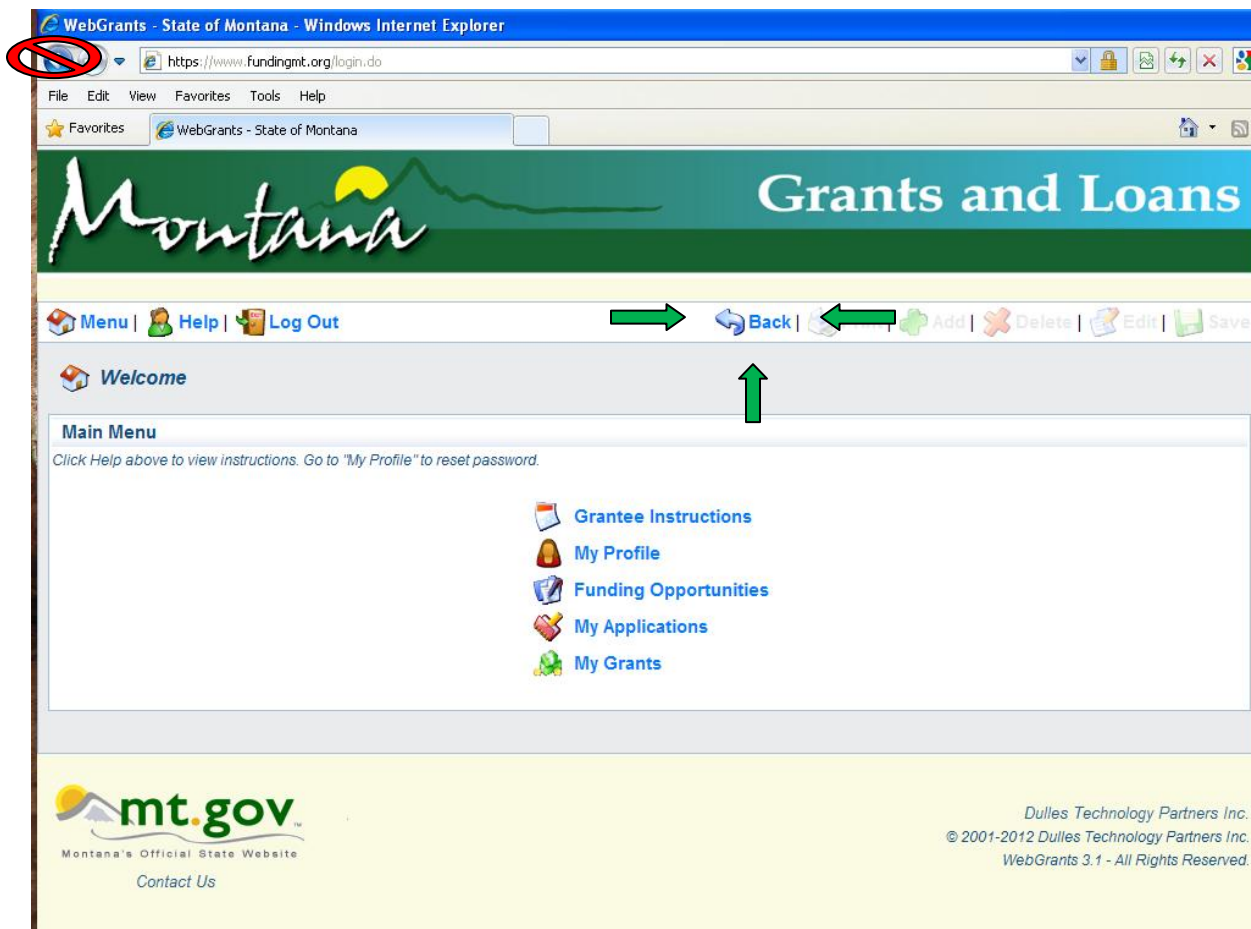 WebGrants - State of Montana - Windows Internet Explorer
https://www.fundingmt.org/login.do
File Edit View Favorites Tools Help
Favorites WebGrants - State of Montana
Montana Grants and Loans
Menu | Help | Log Out Back | | Add | Delete | Edit | Save
Welcome
Main Menu
Click Help above to view instructions. Go to "My Profile" to reset password.
Grantee Instructions
My Profile
Funding Opportunities
My Applications
My Grants
mt.gov
Montana's Official State Website
Contact Us
Dulles Technology Partners Inc.
© 2001-2012 Dulles Technology Partners Inc.
WebGrants 3.1 - All Rights Reserved.